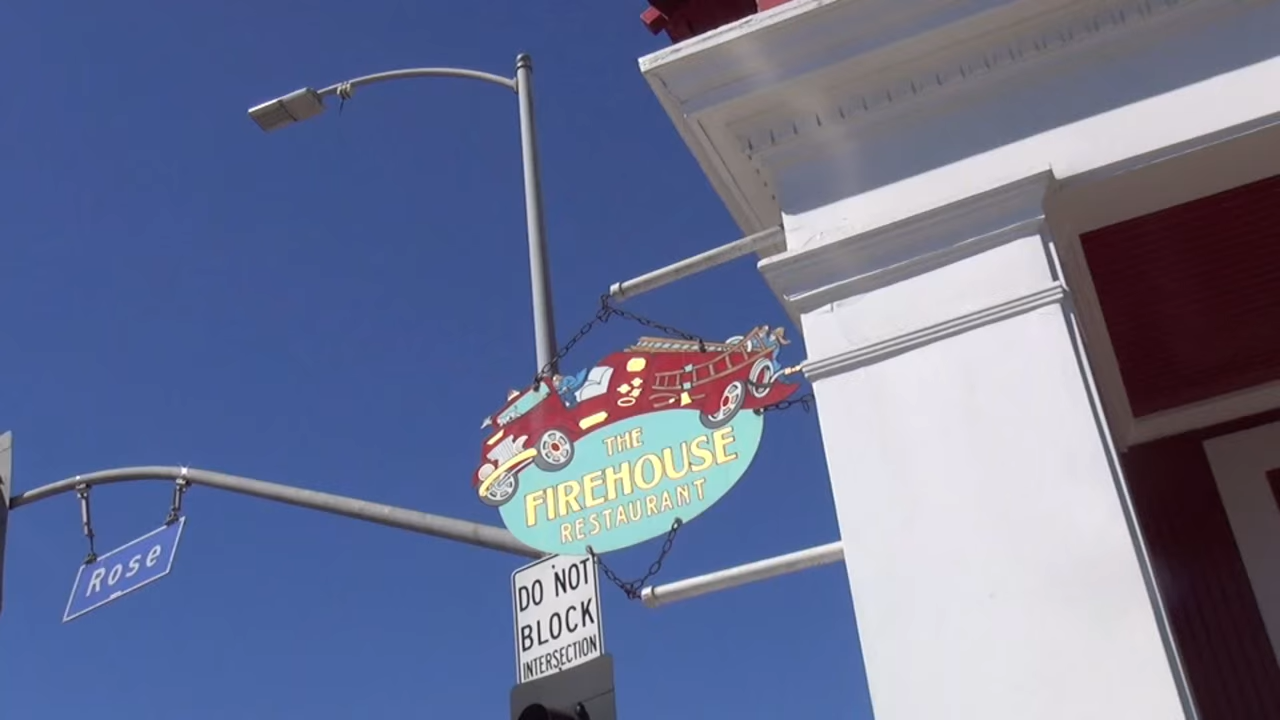 THE
FIREHOUSE
RESTAURANT
Rose
DO NOT
BLOCK
INTERSECTION